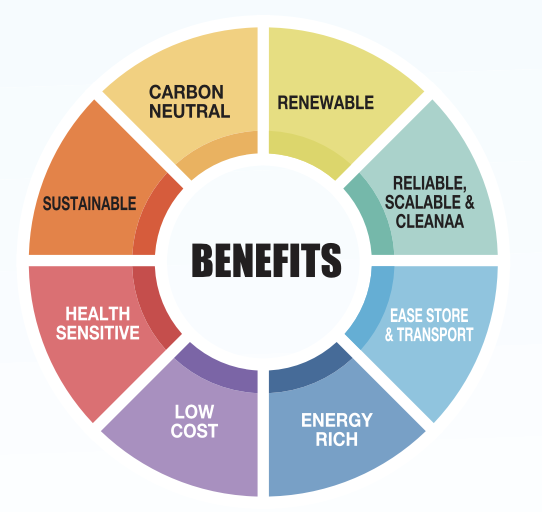 BENEFITS
CARBON
NEUTRAL
RENEWABLE
RELIABLE,
SCALABLE &
CLEANAA
EASE STORE
& TRANSPORT
ENERGY
RICH
LOW
COST
HEALTH
SENSITIVE
SUSTAINABLE